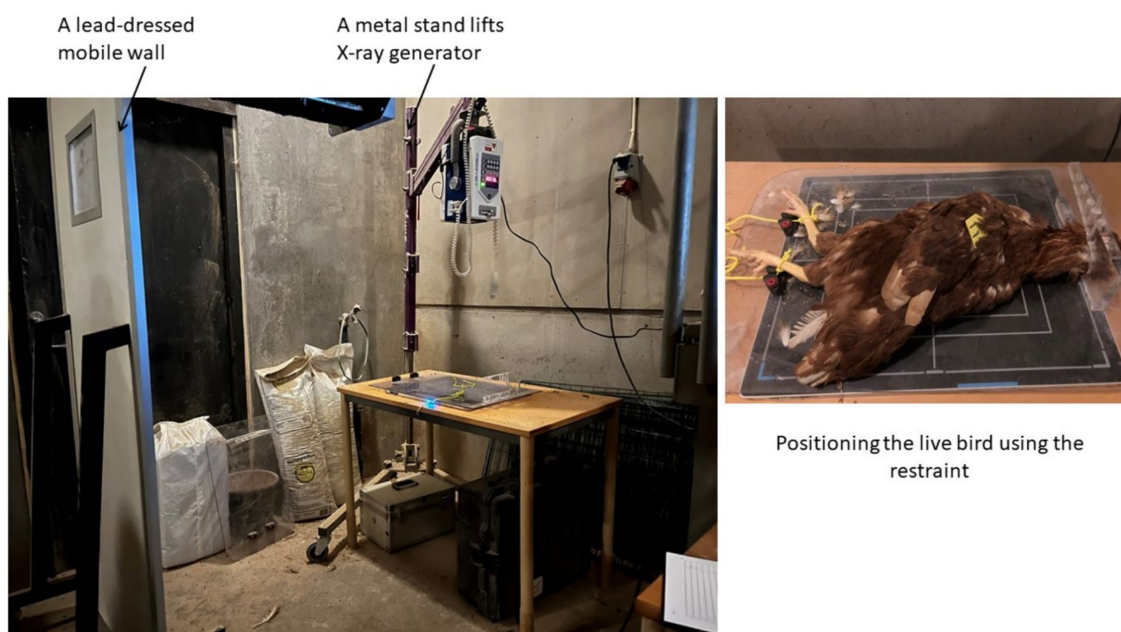 A lead-dressed
mobile wall
A metal stand lifts
X-ray generator
Positioning the live bird using the
restraint